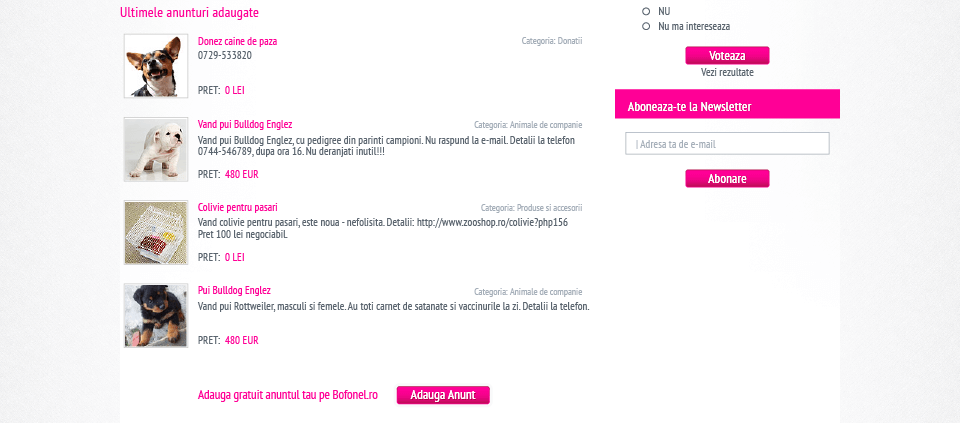 Ultimele anunturi adaugate
Donez caine de paza
Categoria: Donatii
0729-533820
PRET: 0 LEI
Vand pui Bulldog Englez
Categoria: Animale de companie
Vand pui Bulldog Englez, cu pedigree din parinti campioni. Nu raspund la e-mail. Detalii la telefon
0744-546789, dupa ora 16. Nu deranjati inutil!!!
PRET: 480 EUR
Colivie pentru pasari
Categoria: Produse si accesorii
Vand colivie pentru pasari, este noua - nefolisita. Detalii: http://www.zooshop.ro/colivie?php156
Pret 100 lei negociabil.
PRET: 0 LEI
Pui Bulldog Englez
Categoria: Animale de companie
Vand pui Rottweiler, masculi si femele. Au toti carnet de satanate si vaccinurile la zi. Detalii la telefon.
PRET: 480 EUR
Adauga gratuit anuntul tau pe Bofonel.ro
Adauga Anunt
NU
Nu ma intereseaza
Voteaza
Vezi rezultate
Aboneaza-te la Newsletter
| Adresa ta de e-mail
Abonare